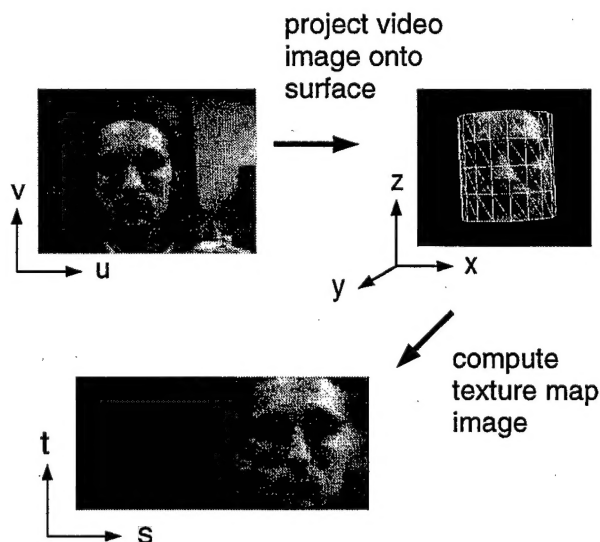 project video
image onto
surface
v
u
z
y
x
compute
texture map
image
t
s